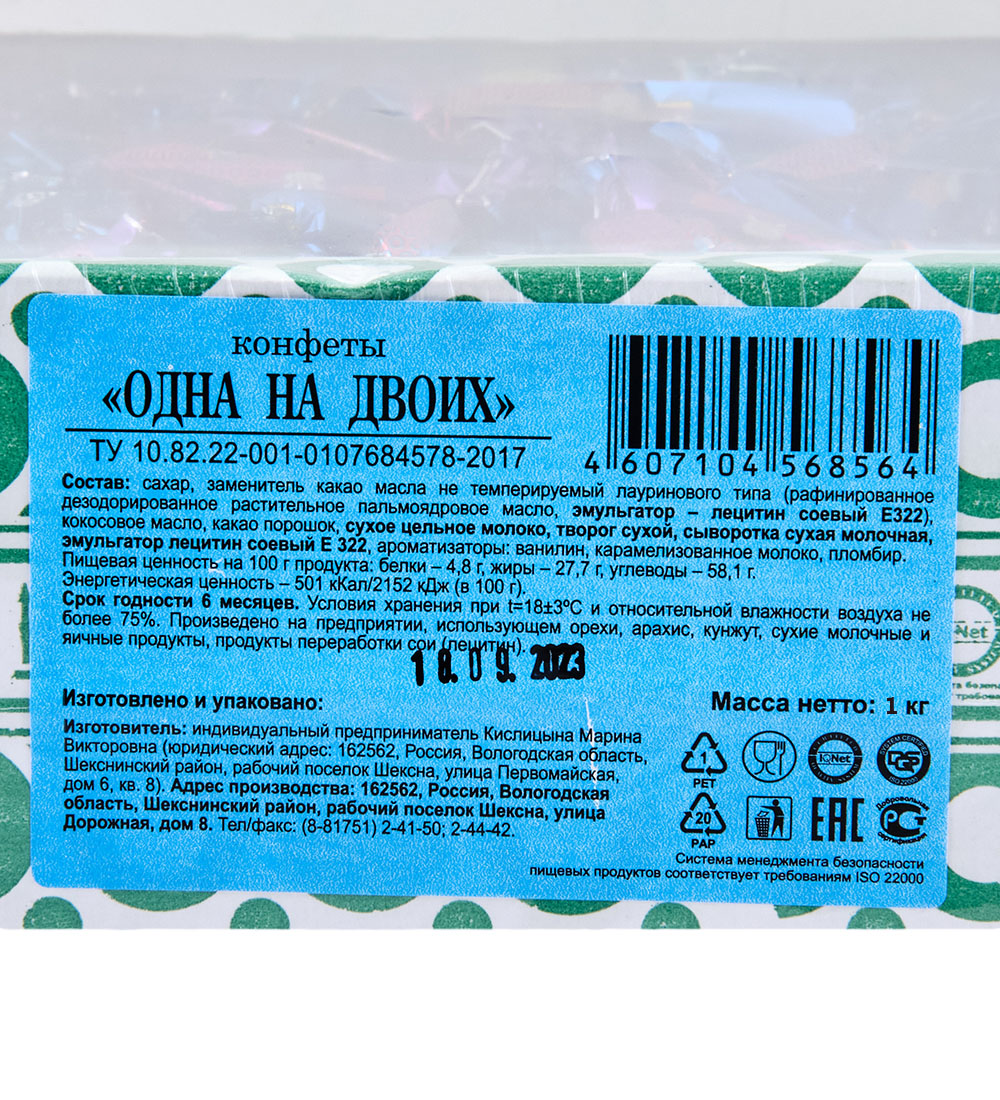 конфеты
«ОДНА НА ДВОИХ»
ТУ 10.82.22-001-0107684578-2017
4 607104 568564
Состав: сахар, заменитель какао масла не темперируемый лауринового типа (рафинированное
дезодорированное растительное пальмоядровое масло, эмульгатор – лецитин соевый Е322),
кокосовое масло, какао порошок, сухое цельное молоко, творог сухой, сыворотка сухая молочная,
эмульгатор лецитин соевый Е 322, ароматизаторы: ванилин, карамелизованное молоко, пломбир.
Пищевая ценность на 100 г продукта: белки – 4,8 г, жиры – 27,7 г, углеводы – 58,1 г.
Энергетическая ценность – 501 кКал/2152 кДж (в 100 г).
Срок годности 6 месяцев. Условия хранения при t=18±3ºС и относительной влажности воздуха не
более 75%. Произведено на предприятии, использующем орехи, арахис, кунжут, сухие молочные и
яичные продукты, продукты переработки сои (лецитин).
18.09.2023
Изготовлено и упаковано:
Масса нетто: 1 кг
Изготовитель: индивидуальный предприниматель Кислицына Марина
Викторовна (юридический адрес: 162562, Россия, Вологодская область,
Шекснинский район, рабочий поселок Шексна, улица Первомайская,
дом 6, кв. 8). Адрес производства: 162562, Россия, Вологодская
область, Шекснинский район, рабочий поселок Шексна, улица
Дорожная, дом 8. Тел/факс: (8-81751) 2-41-50; 2-44-42.
1
PET
IQNet
20
PAP
EAC
Добровольная
РСТ
сертификация
Система менеджмента безопасности
пищевых продуктов соответствует требованиям ISO 22000
Net